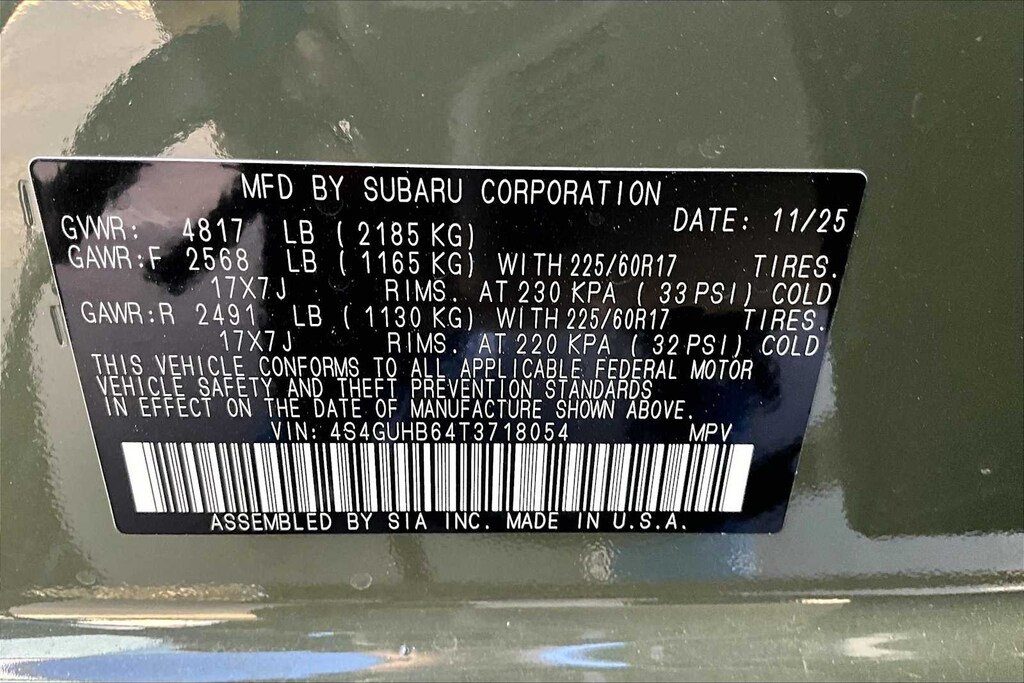 MFD BY SUBARU CORPORATION
DATE: 11/25
GVWR: 4817 LB ( 2185 KG)
GAWR:F 2568 LB ( 1165 KG) WITH 225/60R17 TIRES.
17X7J RIMS. AT 230 KPA ( 33 PSI) COLD
GAWR:R 2491 LB ( 1130 KG) WITH 225/60R17 TIRES.
17X7J RIMS. AT 220 KPA ( 32 PSI) COLD
THIS VEHICLE CONFORMS TO ALL APPLICABLE FEDERAL MOTOR
VEHICLE SAFETY AND THEFT PREVENTION STANDARDS
IN EFFECT ON THE DATE OF MANUFACTURE SHOWN ABOVE.
VIN: 4S4GUHB64T3718054 MPV
ASSEMBLED BY SIA INC. MADE IN U.S.A.